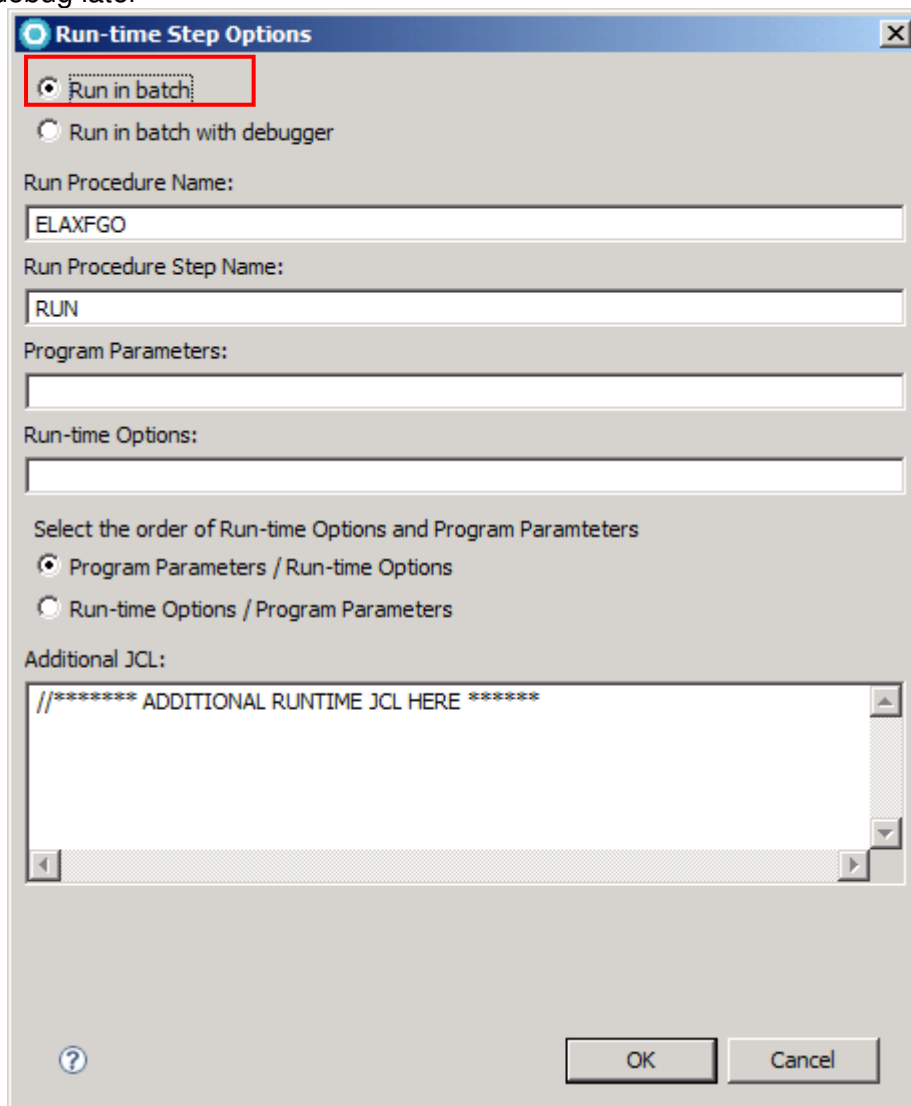 debug later
Run-time Step Options
Run in batch
Run in batch with debugger
Run Procedure Name:
ELAXFGO
Run Procedure Step Name:
RUN
Program Parameters:
Run-time Options:
Select the order of Run-time Options and Program Paramteters
Program Parameters / Run-time Options
Run-time Options / Program Parameters
Additional JCL:
//******* ADDITIONAL RUNTIME JCL HERE ******
?
OK Cancel